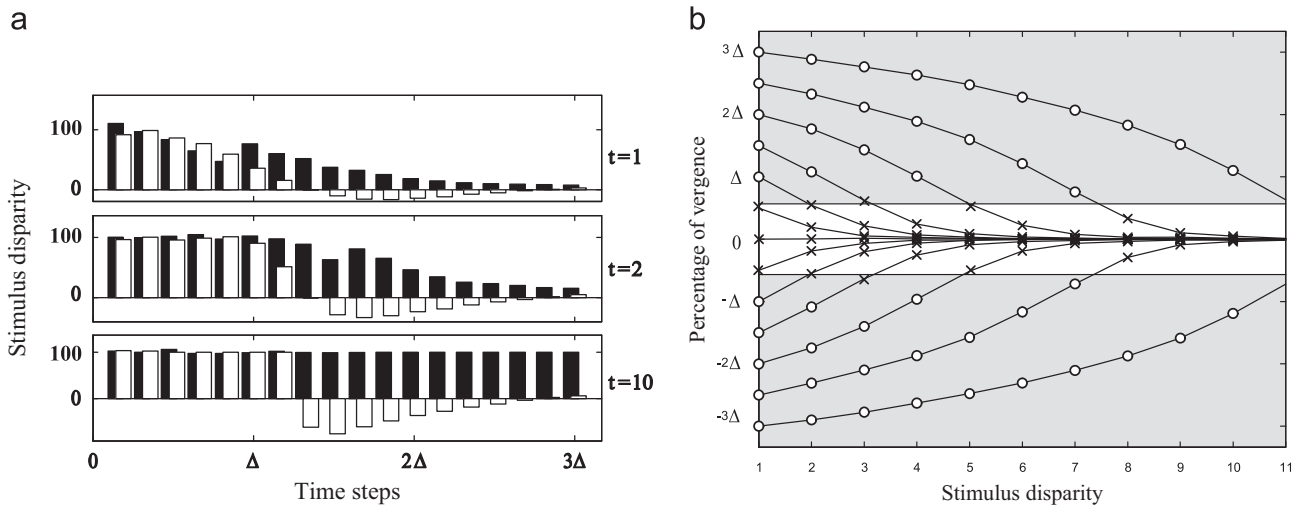 a
100
0
t=1
100
0
t=2
100
0
t=10
0 Δ 2Δ 3Δ
Time steps
Stimulus disparity
b
3Δ
2Δ
Δ
0
-Δ
-2Δ
-3Δ
Percentage of vergence
1 2 3 4 5 6 7 8 9 10 11
Stimulus disparity